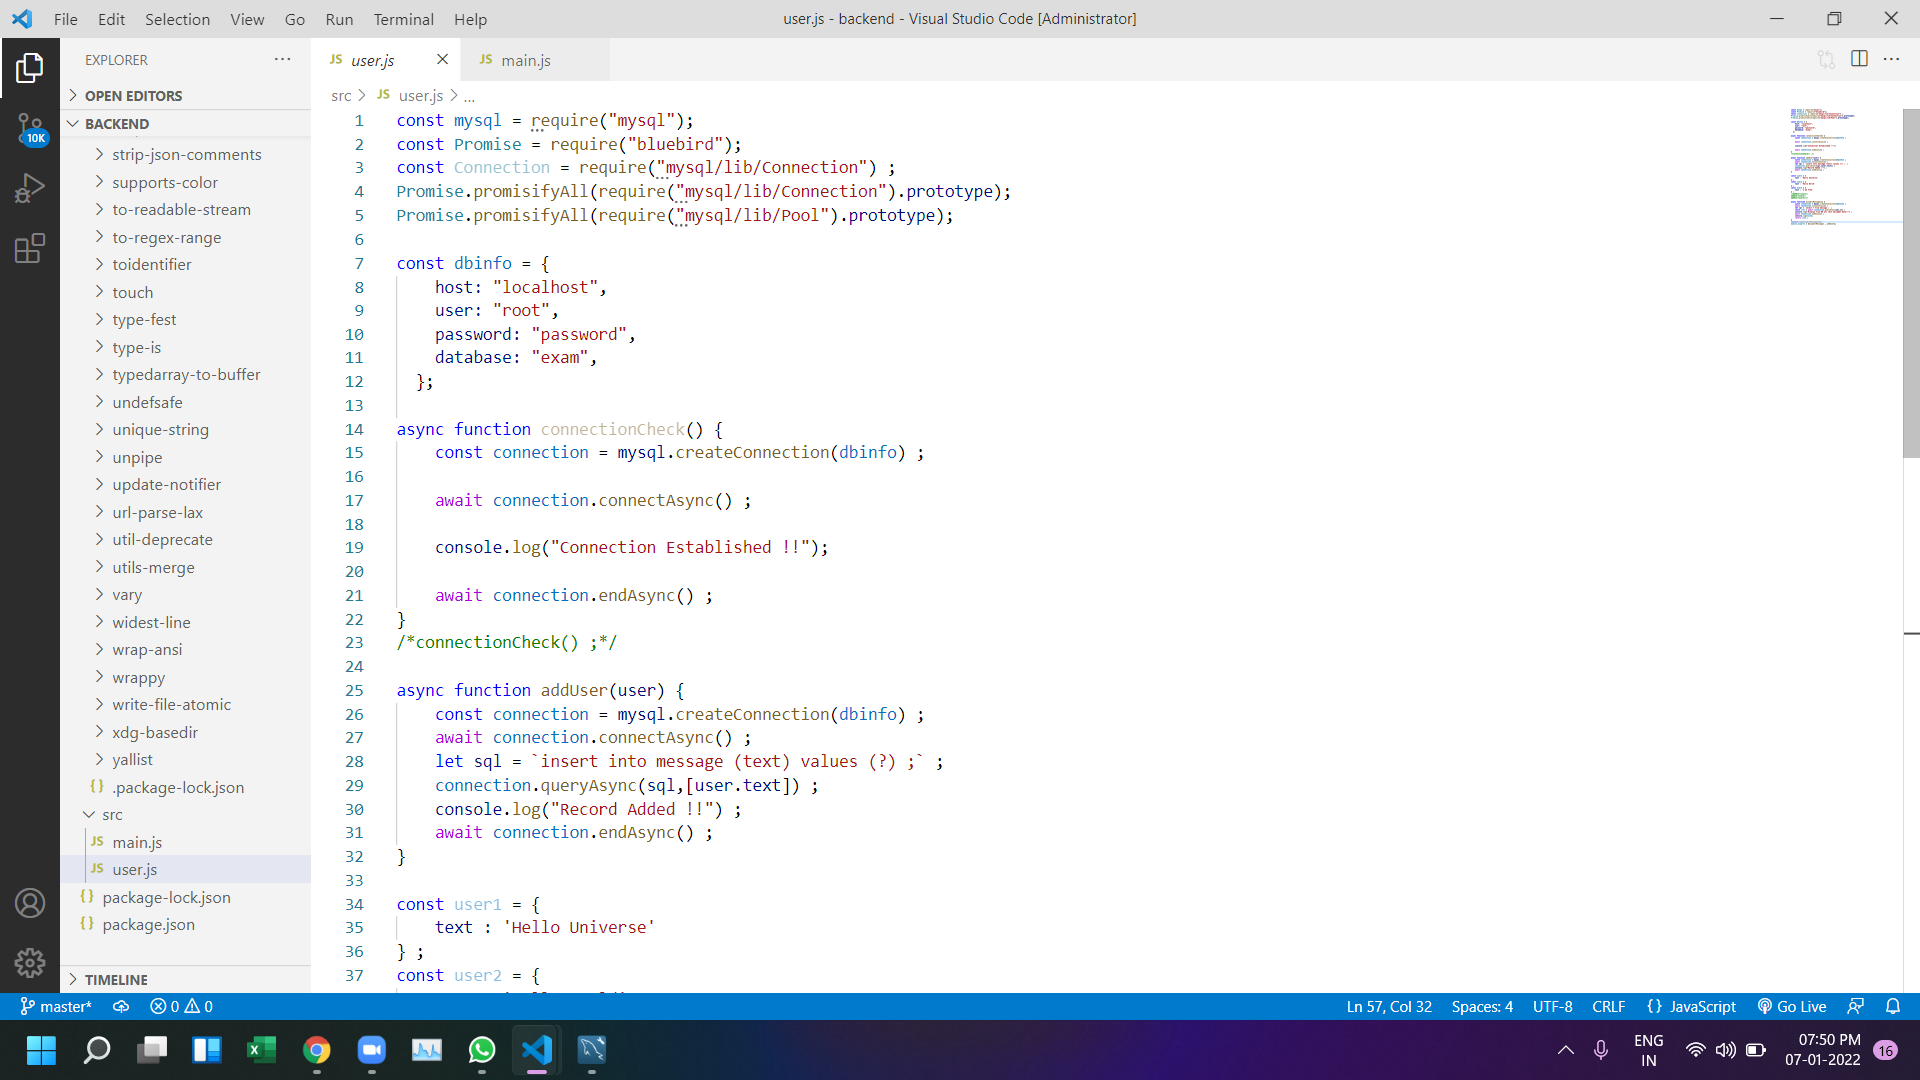 File Edit Selection View Go Run Terminal Help
user.js - backend - Visual Studio Code [Administrator]
EXPLORER
OPEN EDITORS
BACKEND
10K
strip-json-comments
supports-color
to-readable-stream
to-regex-range
toidentifier
touch
type-fest
type-is
typedarray-to-buffer
undefsafe
unique-string
unpipe
update-notifier
url-parse-lax
util-deprecate
utils-merge
vary
widest-line
wrap-ansi
wrappy
write-file-atomic
xdg-basedir
yallist
{} .package-lock.json
src
JS main.js
JS user.js
{} package-lock.json
{} package.json
TIMELINE
JS user.js
JS main.js
src > JS user.js > ...
1 const mysql = require("mysql");
2 const Promise = require("bluebird");
3 const Connection = require("mysql/lib/Connection") ;
4 Promise.promisifyAll(require("mysql/lib/Connection").prototype);
5 Promise.promisifyAll(require("mysql/lib/Pool").prototype);
6
7 const dbinfo = {
8 host: "localhost",
9 user: "root",
10 password: "password",
11 database: "exam",
12 };
13
14 async function connectionCheck() {
15 const connection = mysql.createConnection(dbinfo) ;
16
17 await connection.connectAsync() ;
18
19 console.log("Connection Established !!");
20
21 await connection.endAsync() ;
22 }
23 /*connectionCheck() ;*/
24
25 async function addUser(user) {
26 const connection = mysql.createConnection(dbinfo) ;
27 await connection.connectAsync() ;
28 let sql = `insert into message (text) values (?) ;` ;
29 connection.queryAsync(sql,[user.text]) ;
30 console.log("Record Added !!") ;
31 await connection.endAsync() ;
32 }
33
34 const user1 = {
35 text : 'Hello Universe'
36 } ;
37 const user2 = {
master* 0 0
Ln 57, Col 32 Spaces: 4 UTF-8 CRLF {} JavaScript Go Live
ENG
IN
07:50 PM
07-01-2022
16